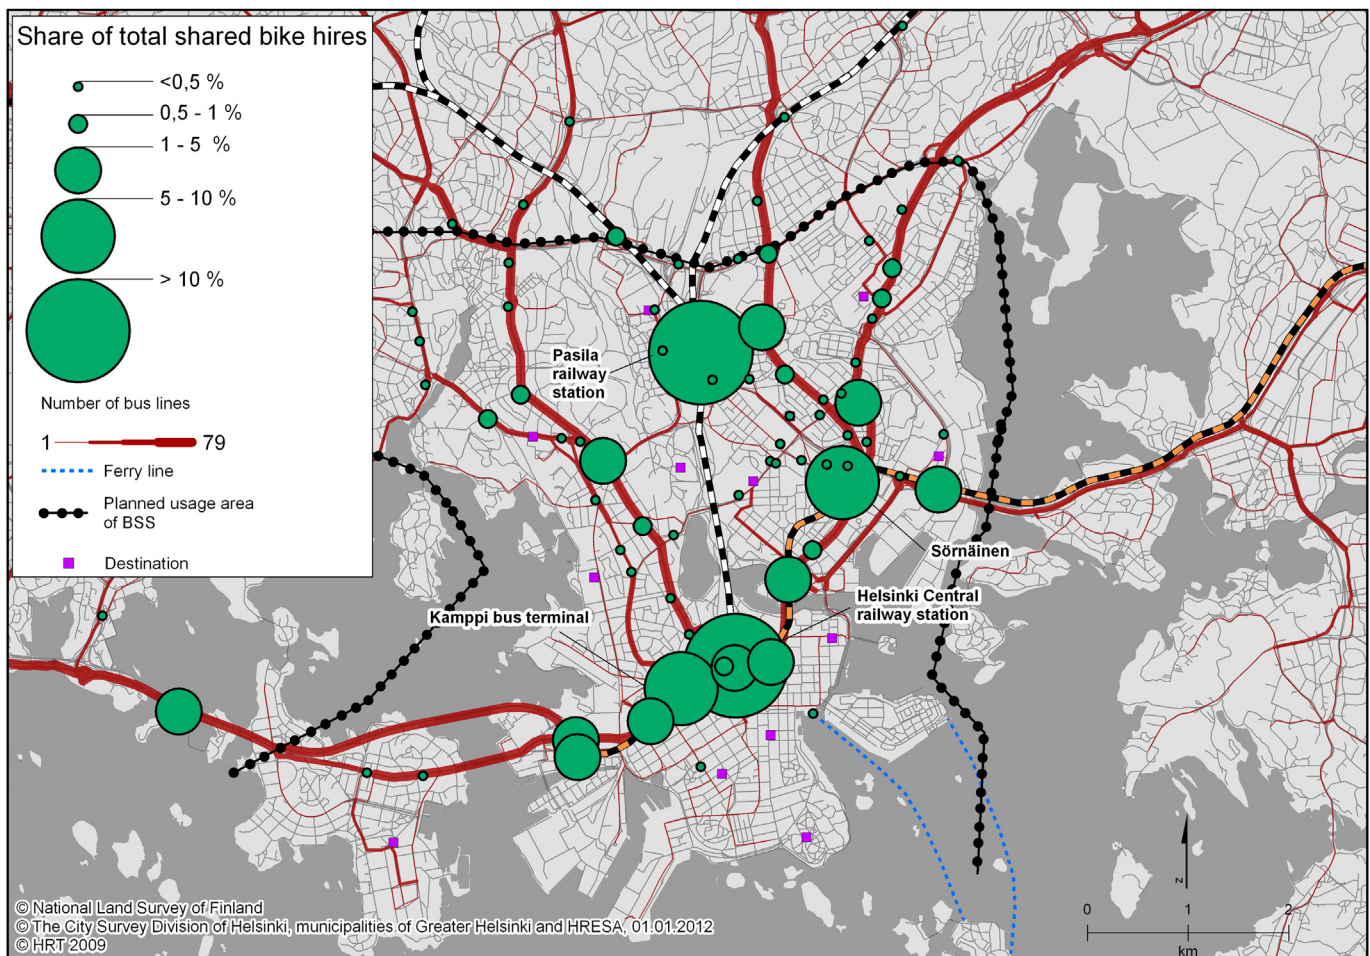 Share of total shared bike hires
<0,5 %
0,5 - 1 %
1 - 5 %
5 - 10 %
> 10 %
Number of bus lines
1
79
Ferry line
Planned usage area
of BSS
Destination
Pasila
railway
station
Sörnäinen
Helsinki Central
railway station
Kamppi bus terminal
z
0 1 2
km
© National Land Survey of Finland
© The City Survey Division of Helsinki, municipalities of Greater Helsinki and HRESA, 01.01.2012
© HRT 2009